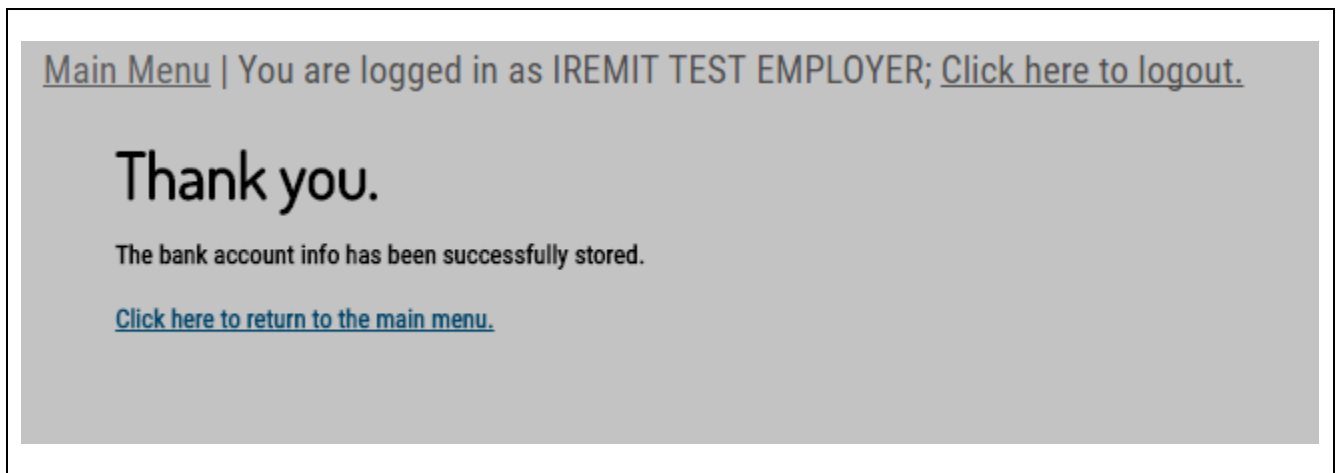 Main Menu | You are logged in as IREMIT TEST EMPLOYER; Click here to logout.
Thank you.
The bank account info has been successfully stored.
Click here to return to the main menu.